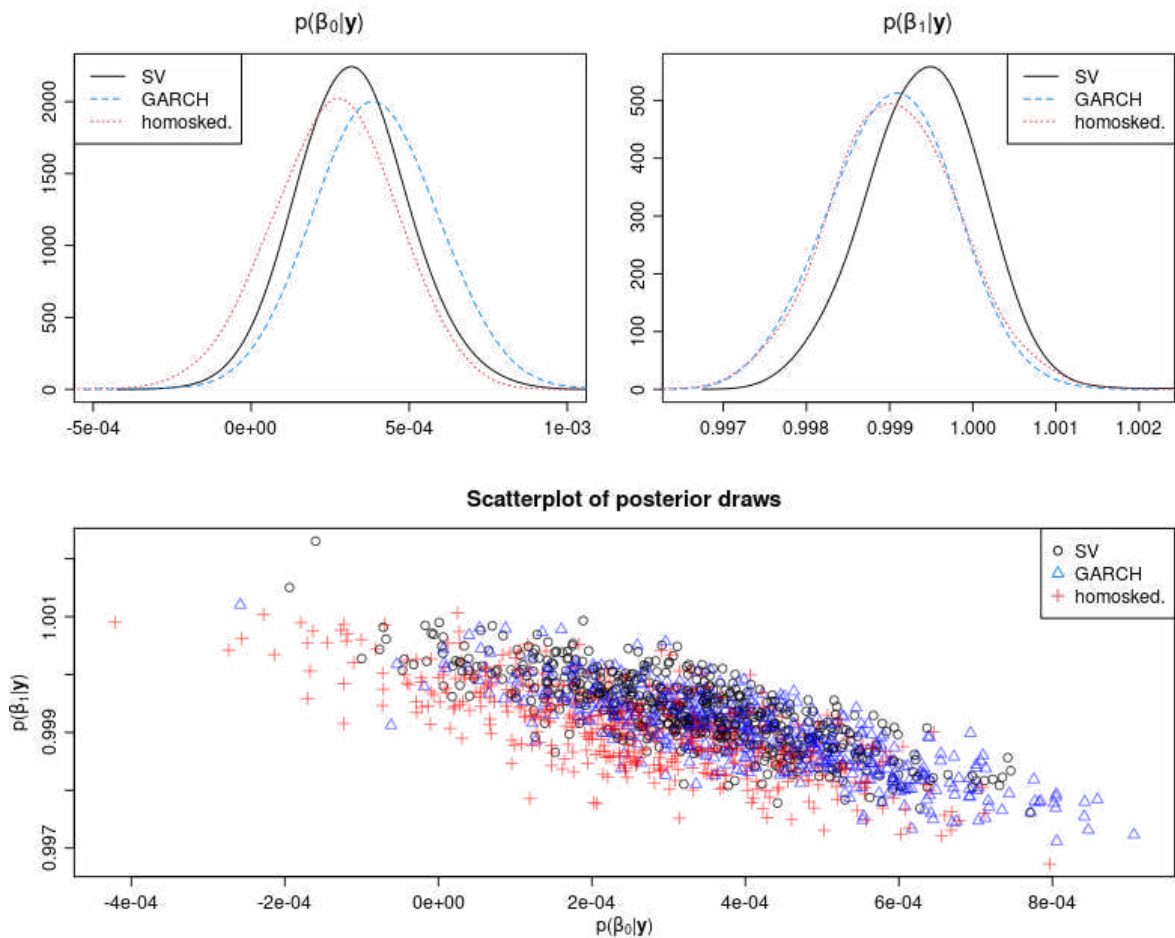 p(β₀|y)
SV
GARCH
homosked.
0 500 1000 1500 2000
-5e-04 0e+00 5e-04 1e-03
p(β₁|y)
SV
GARCH
homosked.
0 100 200 300 400 500
0.997 0.998 0.999 1.000 1.001 1.002
Scatterplot of posterior draws
SV
GARCH
homosked.
p(β₁|y)
0.997 0.999 1.001
-4e-04 -2e-04 0e+00 2e-04 4e-04 6e-04 8e-04
p(β₀|y)